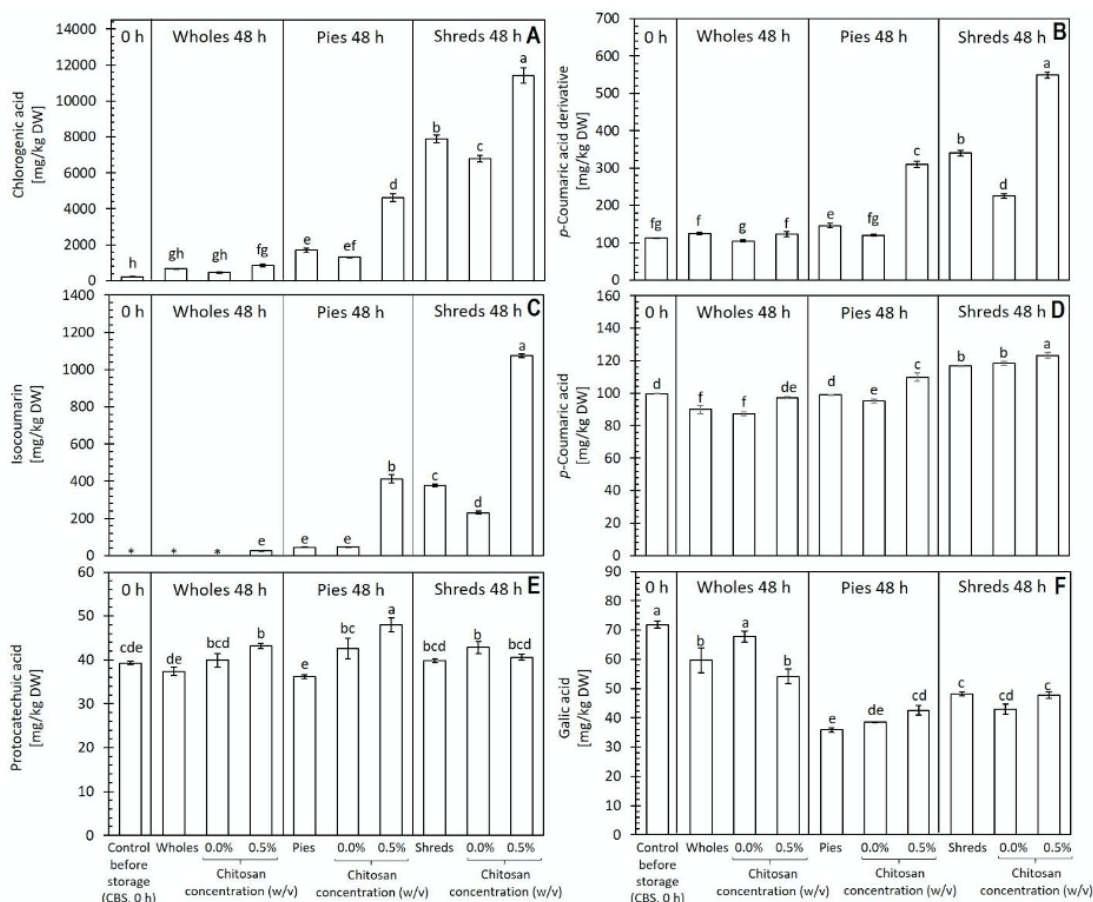 0 h Wholes 48 h Pies 48 h Shreds 48 h A
Chlorogenic acid
[mg/kg DW]
14000
12000
10000
8000
6000
4000
2000
0
h gh gh fg e ef d b c a
0 h Wholes 48 h Pies 48 h Shreds 48 h B
p-Coumaric acid derivative
[mg/kg DW]
700
600
500
400
300
200
100
0
fg f g f e fg c b d a
0 h Wholes 48 h Pies 48 h Shreds 48 h C
Isocoumarin
[mg/kg DW]
1400
1200
1000
800
600
400
200
0
* * * e e e b c d a
0 h Wholes 48 h Pies 48 h Shreds 48 h D
p-Coumaric acid
[mg/kg DW]
160
140
120
100
80
60
40
20
0
d f f de d e c b b a
0 h Wholes 48 h Pies 48 h Shreds 48 h E
Protocatechuic acid
[mg/kg DW]
60
50
40
30
20
10
0
cde de bcd b e bc a bcd b bcd
Control Wholes 0.0% 0.5% Pies 0.0% 0.5% Shreds 0.0% 0.5%
before
storage Chitosan Chitosan Chitosan
(CBS, 0 h) concentration (w/v) concentration (w/v) concentration (w/v)
0 h Wholes 48 h Pies 48 h Shreds 48 h F
Galic acid
[mg/kg DW]
90
80
70
60
50
40
30
20
10
0
a b a b e de cd c cd c
Control Wholes 0.0% 0.5% Pies 0.0% 0.5% Shreds 0.0% 0.5%
before
storage Chitosan Chitosan Chitosan
(CBS, 0 h) concentration (w/v) concentration (w/v) concentration (w/v)